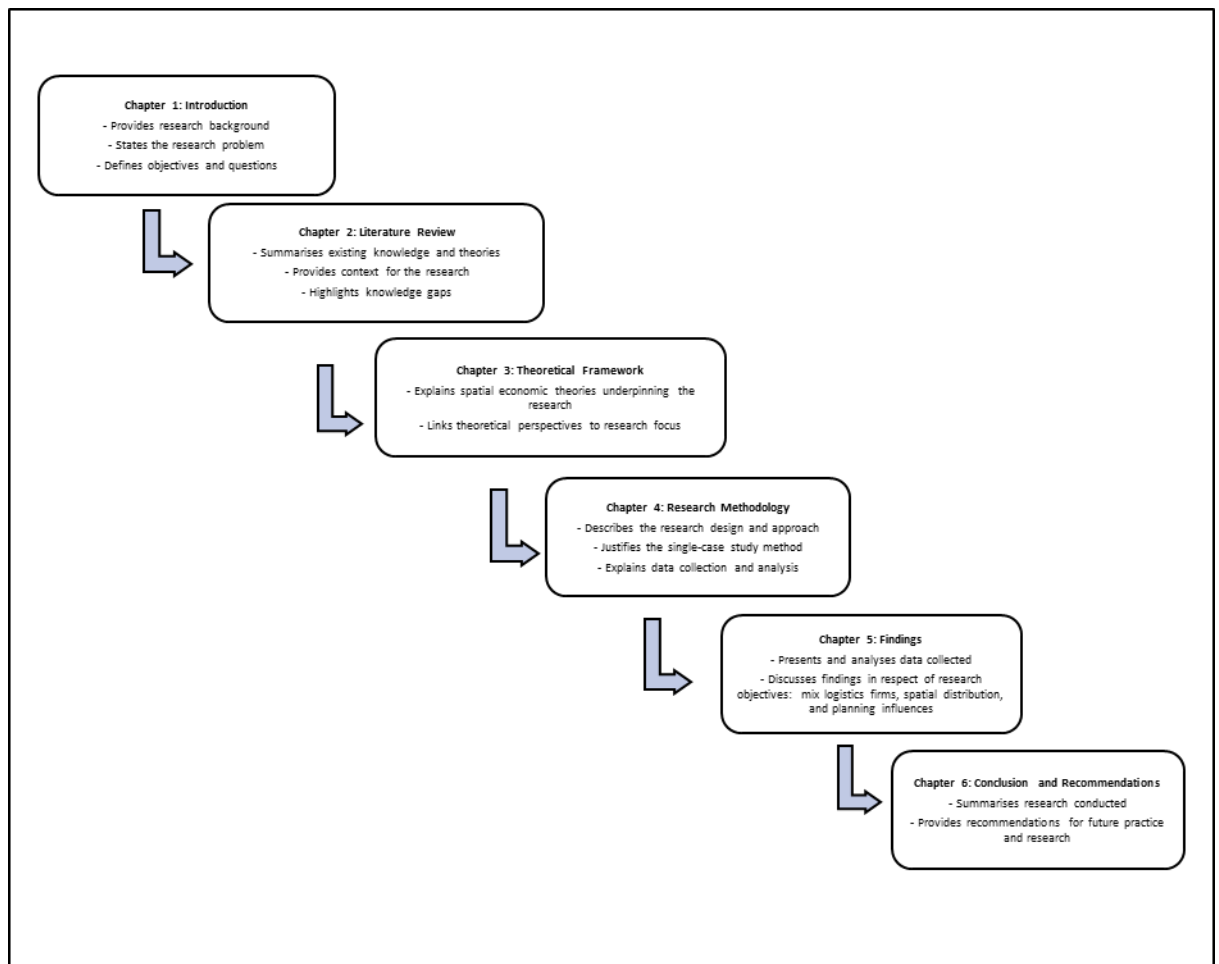 Chapter 1: Introduction
- Provides research background
- States the research problem
- Defines objectives and questions
Chapter 2: Literature Review
- Summarises existing knowledge and theories
- Provides context for the research
- Highlights knowledge gaps
Chapter 3: Theoretical Framework
- Explains spatial economic theories underpinning the
research
- Links theoretical perspectives to research focus
Chapter 4: Research Methodology
- Describes the research design and approach
- Justifies the single-case study method
- Explains data collection and analysis
Chapter 5: Findings
- Presents and analyses data collected
- Discusses findings in respect of research
objectives: mix logistics firms, spatial distribution,
and planning influences
Chapter 6: Conclusion and Recommendations
- Summarises research conducted
- Provides recommendations for future practice
and research